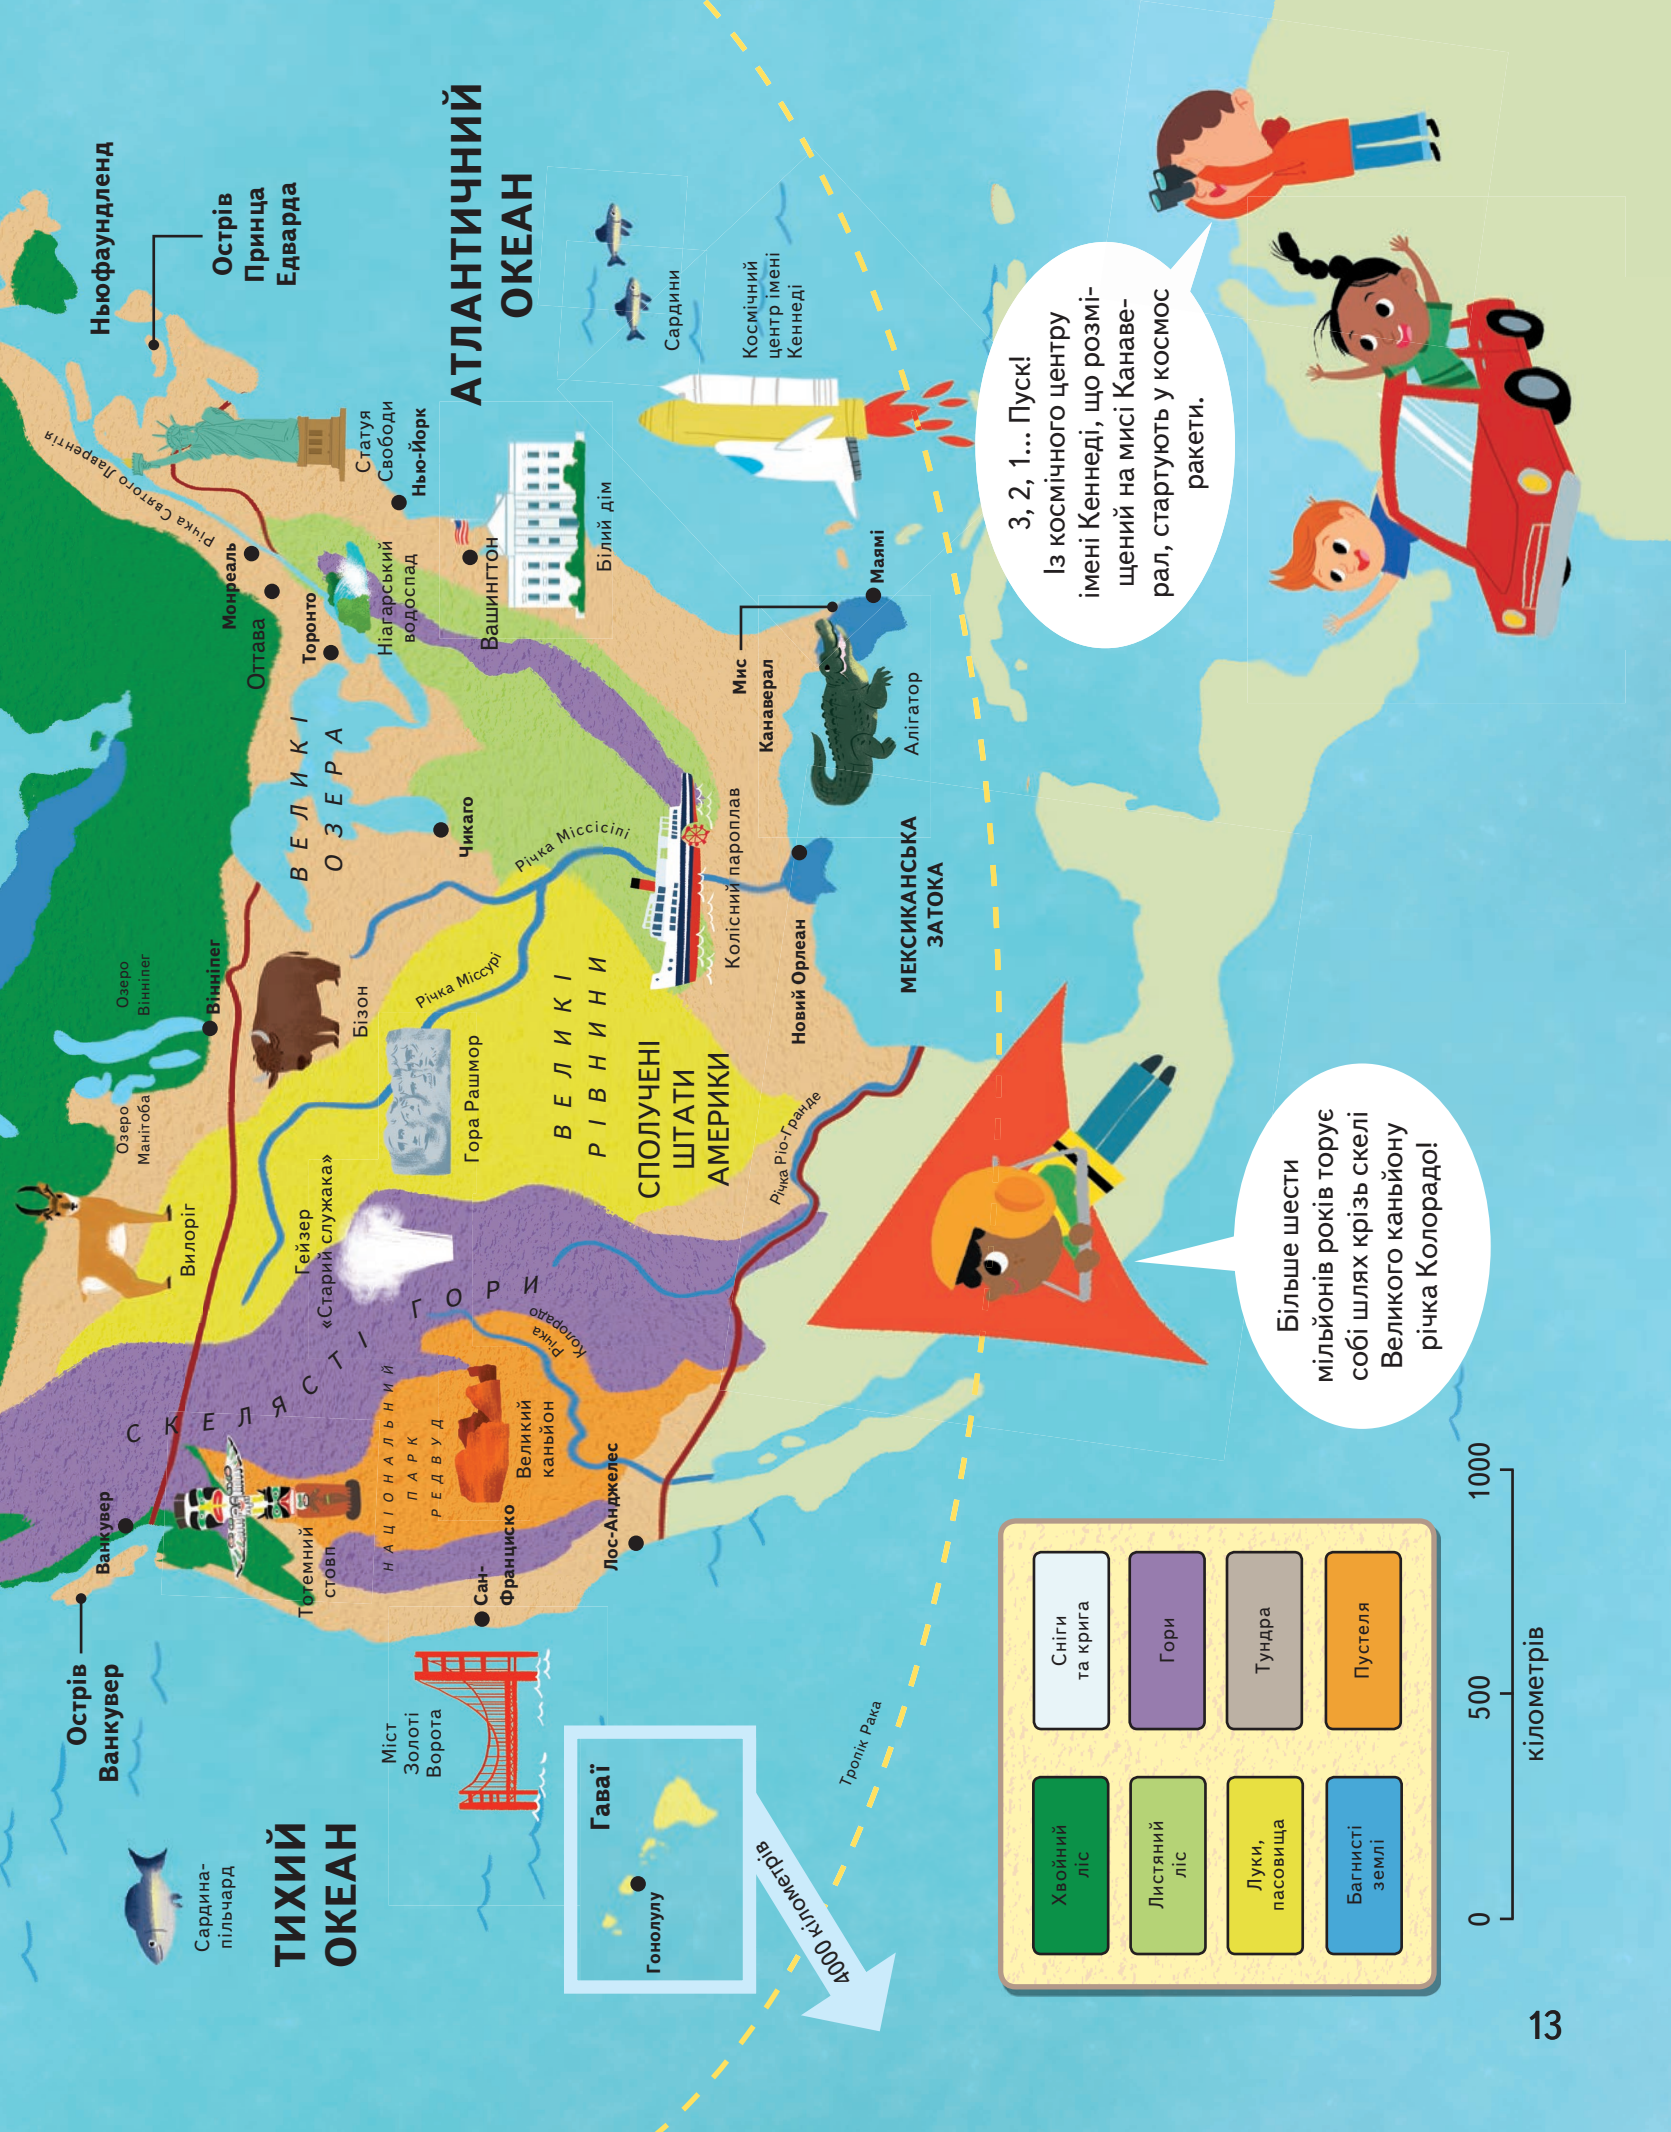 Острів
Ванкувер
Ванкувер
Сардина-
пільчард
ТИХИЙ
ОКЕАН
Тотемний
стовп
НАЦІОНАЛЬНИЙ
ПАРК
РЕДВУД
Міст
Золоті
Ворота
Сан-
Франциско
Великий
каньйон
Річка
Колорадо
Лос-Анджелес
Гаваї
Гонолулу
4000 кілометрів
Тропік Рака
СКЕЛЯСТІ ГОРИ
Вилоріг
Гейзер
«Старий служака»
Озеро
Манітоба
Озеро
Вінніпег
Вінніпег
Бізон
Річка Міссурі
Гора Рашмор
ВЕЛИКІ
РІВНИНИ
СПОЛУЧЕНІ
ШТАТИ
АМЕРИКИ
Річка Ріо-Гранде
ВЕЛИКІ
ОЗЕРА
Чикаго
Річка Міссісіпі
Колісний пароплав
Новий Орлеан
МЕКСИКАНСЬКА
ЗАТОКА
Ньюфаундленд
Острів
Принца
Едварда
Річка Святого Лаврентія
Монреаль
Оттава
Торонто
Ніагарський
водоспад
Статуя
Свободи
Нью-Йорк
АТЛАНТИЧНИЙ
ОКЕАН
Вашингтон
Білий дім
Сардини
Космічний
центр імені
Кеннеді
Мис
Канаверал
Маямі
Алігатор
3, 2, 1... Пуск!
Із космічного центру
імені Кеннеді, що розмі-
щений на мисі Канаве-
рал, стартують у космос
ракети.
Більше шести
мільйонів років торує
собі шлях крізь скелі
Великого каньйону
річка Колорадо!
Хвойний
ліс
Сніги
та крига
Листяний
ліс
Гори
Луки,
пасовища
Тундра
Багнисті
землі
Пустеля
0 500 1000
кілометрів
13